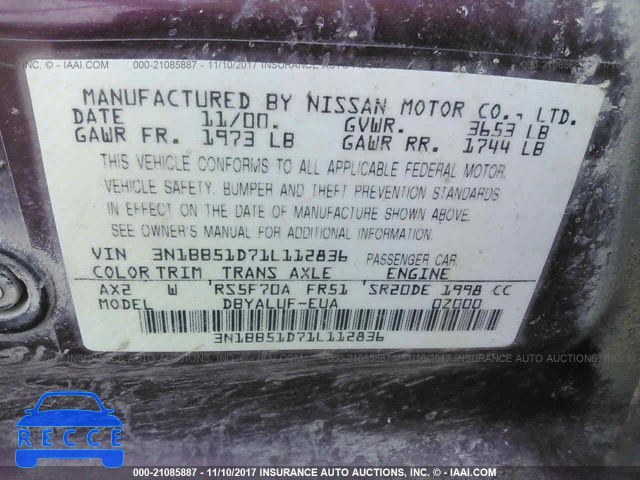 000-21085887 - 11/10/2017 INSURANCE AUTO AUCTIONS, INC. - © IAAI.COM
MANUFACTURED BY NISSAN MOTOR CO., LTD.
DATE 11/00. GVWR. 3653 LB
GAWR FR. 1973 LB GAWR RR. 1744 LB
THIS VEHICLE CONFORMS TO ALL APPLICABLE FEDERAL MOTOR
VEHICLE SAFETY, BUMPER AND THEFT PREVENTION STANDARDS
IN EFFECT ON THE DATE OF MANUFACTURE SHOWN ABOVE.
SEE OWNER'S MANUAL FOR ADDITIONAL INFORMATION.
VIN 3N1BB51D71L112836 PASSENGER CAR
COLOR TRIM TRANS AXLE ENGINE
AX2 W RS5F70A FR51 SR20DE 1998 CC
MODEL DBYALUF-EUA 0Z000
3N1BB51D71L112836
RECCE
000-21085887 - 11/10/2017 INSURANCE AUTO AUCTIONS, INC. - © IAAI.COM